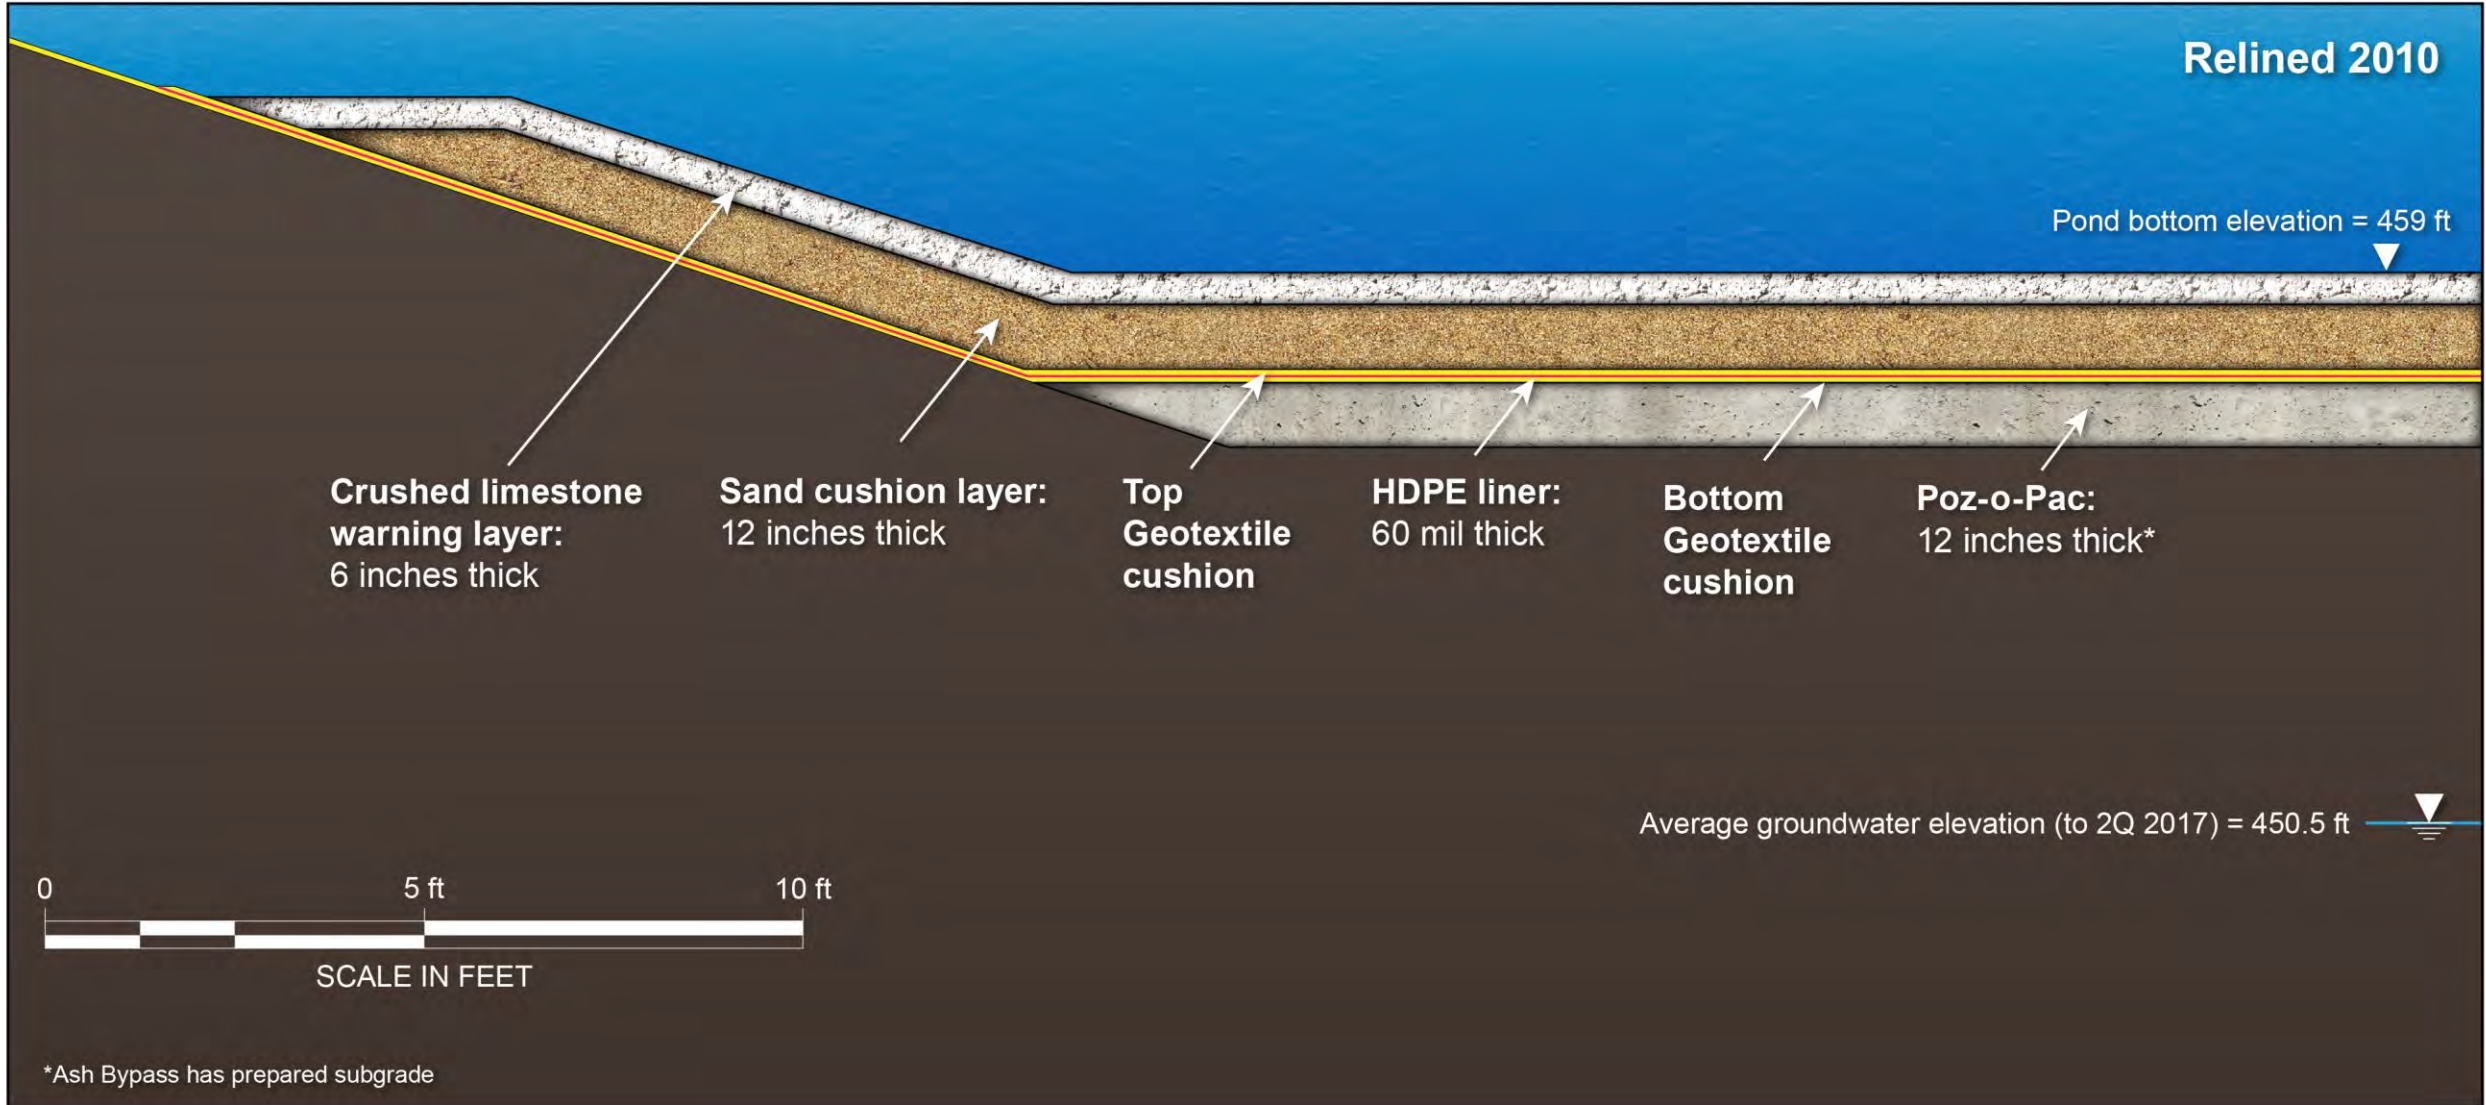 Relined 2010
Pond bottom elevation = 459 ft
Crushed limestone
warning layer:
6 inches thick
Sand cushion layer:
12 inches thick
Top
Geotextile
cushion
HDPE liner:
60 mil thick
Bottom
Geotextile
cushion
Poz-o-Pac:
12 inches thick*
Average groundwater elevation (to 2Q 2017) = 450.5 ft
0 5 ft 10 ft
SCALE IN FEET
*Ash Bypass has prepared subgrade